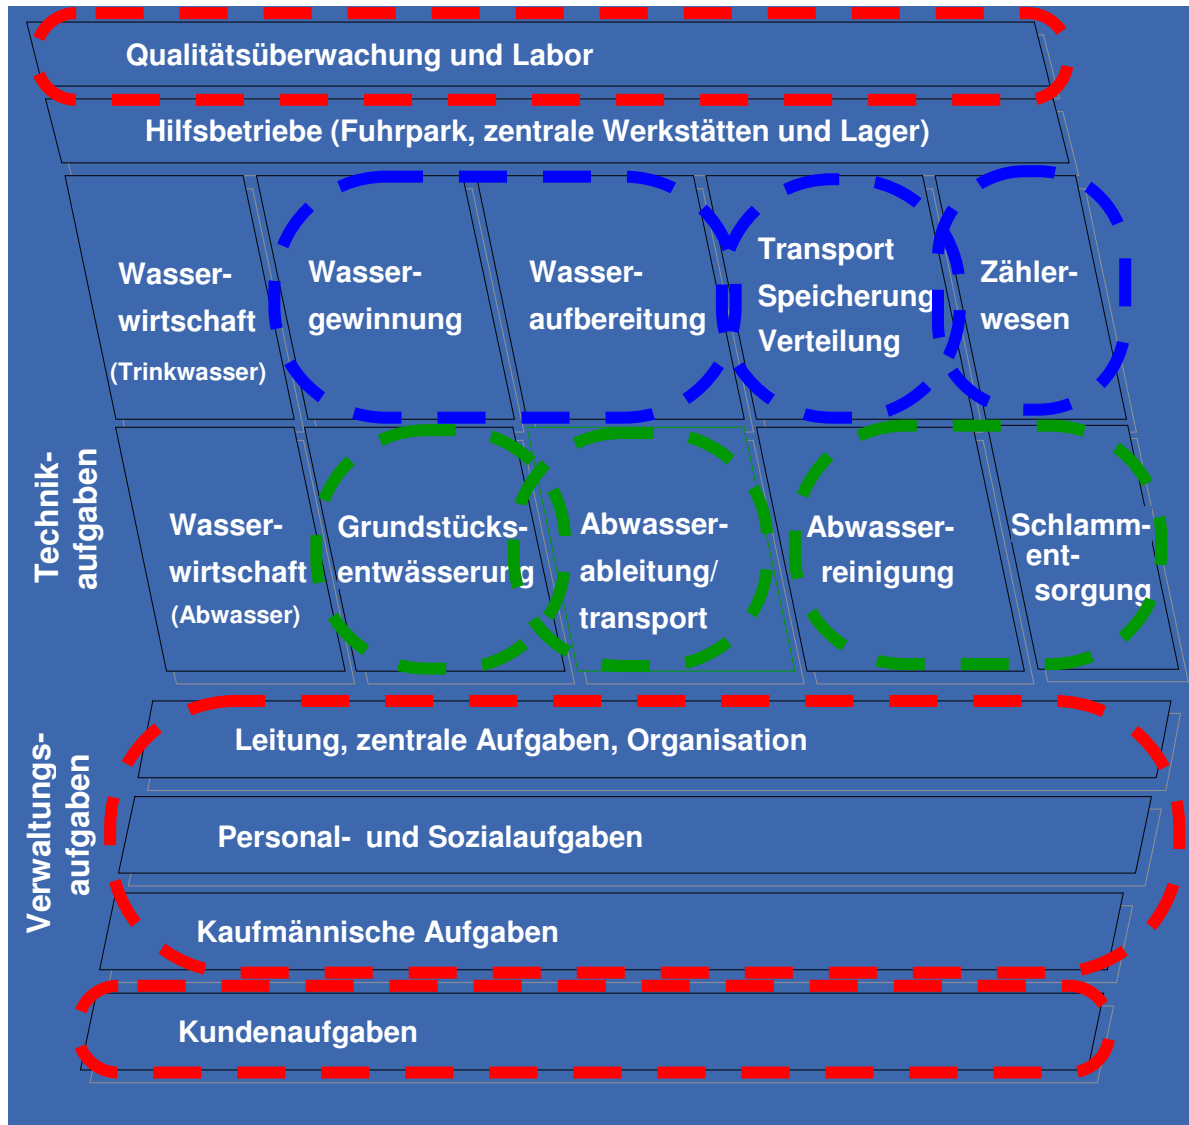 Qualitätsüberwachung und Labor
Hilfsbetriebe (Fuhrpark, zentrale Werkstätten und Lager)
Technik-
aufgaben
Wasser-
wirtschaft
(Trinkwasser)
Wasser-
gewinnung
Wasser-
aufbereitung
Transport
Speicherung
Verteilung
Zähler-
wesen
Wasser-
wirtschaft
(Abwasser)
Grundstücks-
entwässerung
Abwasser-
ableitung/
transport
Abwasser-
reinigung
Schlamm-
ent-
sorgung
Verwaltungs-
aufgaben
Leitung, zentrale Aufgaben, Organisation
Personal- und Sozialaufgaben
Kaufmännische Aufgaben
Kundenaufgaben